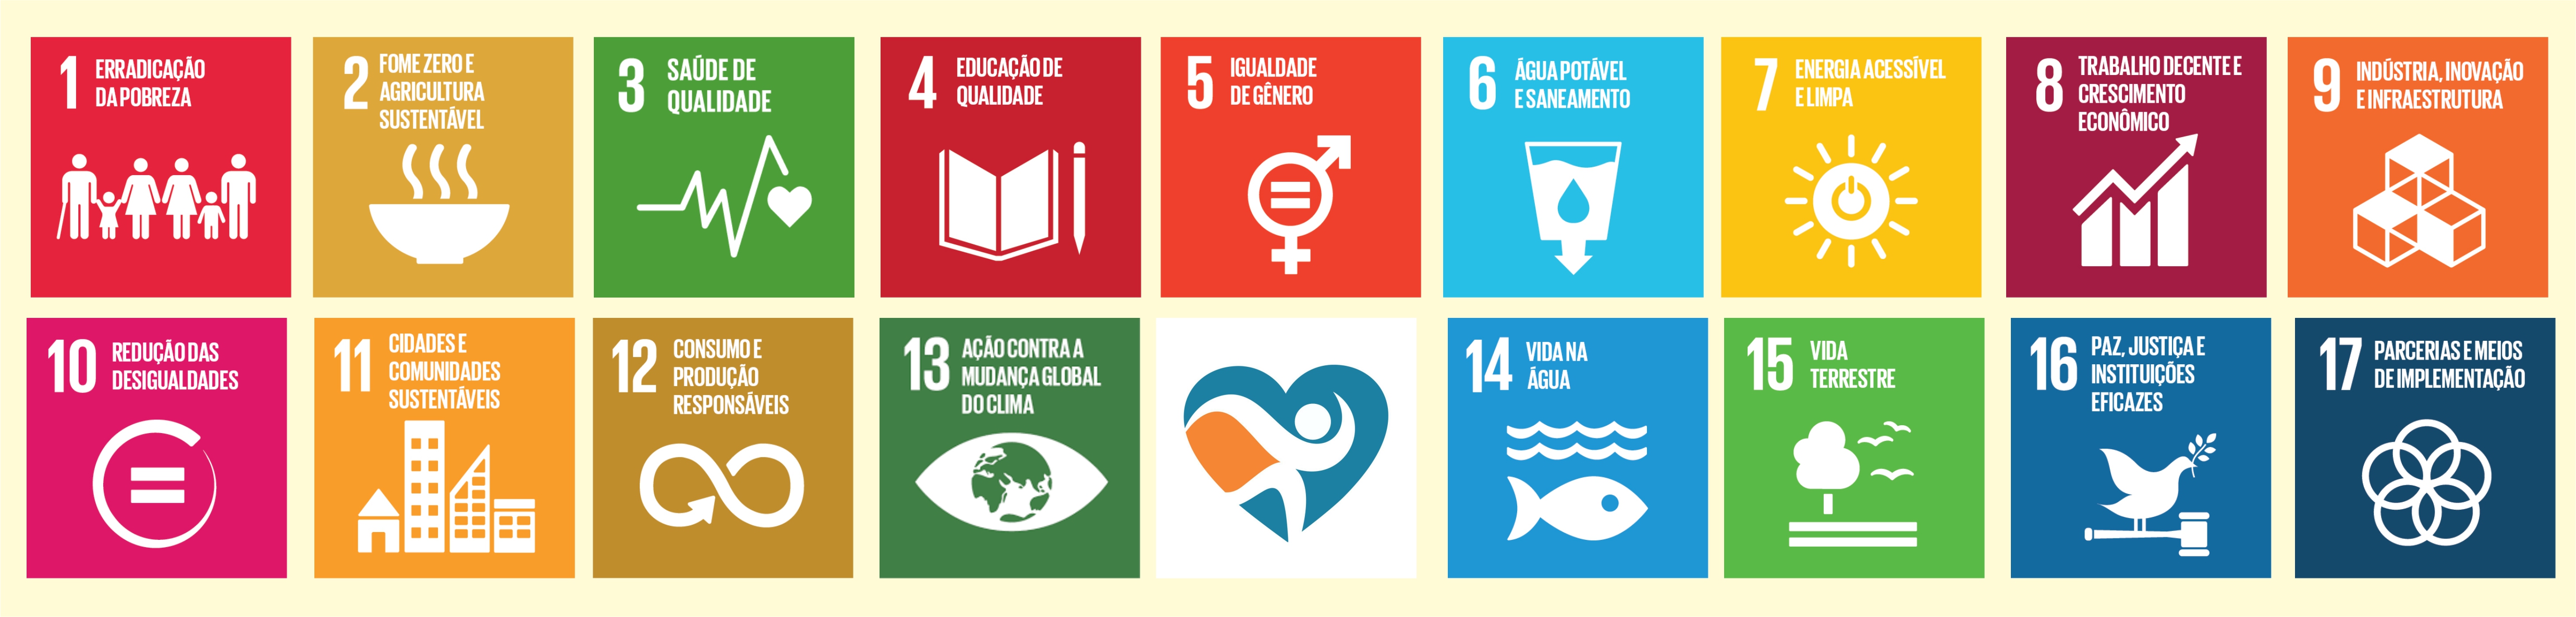 1 ERRADICAÇÃO
DA POBREZA
2 FOME ZERO E
AGRICULTURA
SUSTENTÁVEL
3 SAÚDE DE
QUALIDADE
4 EDUCAÇÃO DE
QUALIDADE
5 IGUALDADE
DE GÊNERO
6 ÁGUA POTÁVEL
E SANEAMENTO
7 ENERGIA ACESSÍVEL
E LIMPA
8 TRABALHO DECENTE E
CRESCIMENTO
ECONÔMICO
9 INDÚSTRIA, INOVAÇÃO
E INFRAESTRUTURA
10 REDUÇÃO DAS
DESIGUALDADES
11 CIDADES E
COMUNIDADES
SUSTENTÁVEIS
12 CONSUMO E
PRODUÇÃO
RESPONSÁVEIS
13 AÇÃO CONTRA A
MUDANÇA GLOBAL
DO CLIMA
14 VIDA NA
ÁGUA
15 VIDA
TERRESTRE
16 PAZ, JUSTIÇA E
INSTITUIÇÕES
EFICAZES
17 PARCERIAS E MEIOS
DE IMPLEMENTAÇÃO